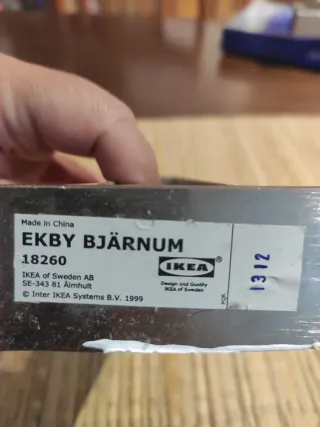 Made in China
EKBY BJÄRNUM
18260
IKEA of Sweden AB
SE-343 81 Älmhult
© Inter IKEA Systems B.V. 1999
IKEA
Design and Quality
IKEA of Sweden
1312